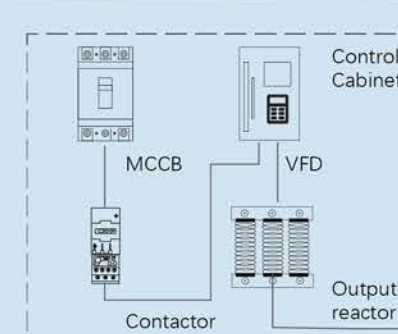 Control
Cabinet
MCCB
VFD
Output
reactor
Contactor